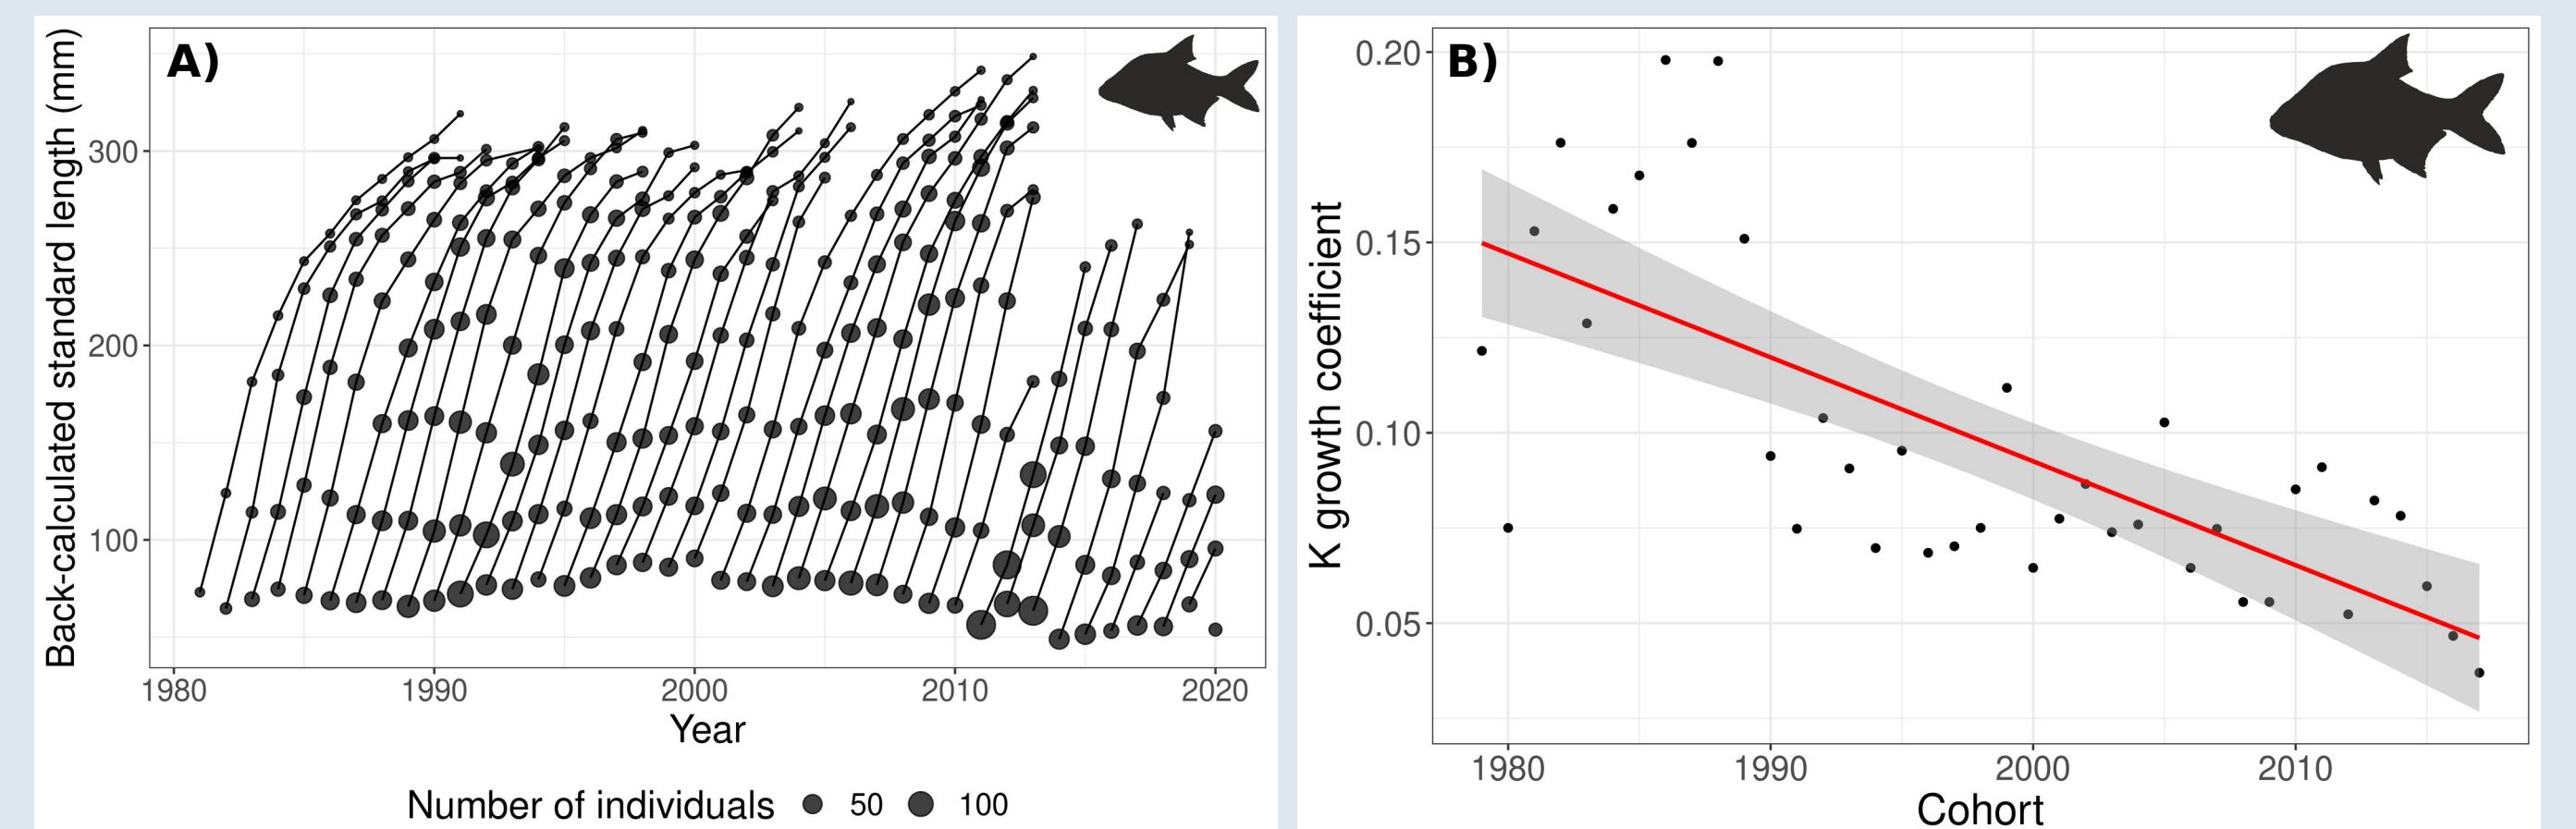 A)
Back-calculated standard length (mm)
300
200
100
1980 1990 2000 2010 2020
Year
Number of individuals 50 100
B)
K growth coefficient
0.20
0.15
0.10
0.05
1980 1990 2000 2010
Cohort